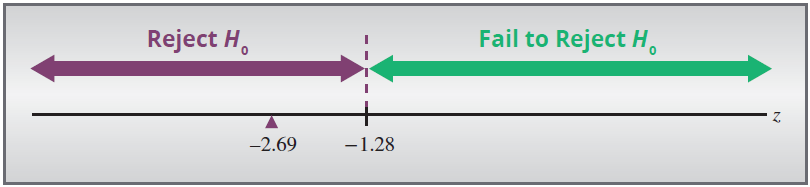 Reject H₀ Fail to Reject H₀
z
−2.69 −1.28